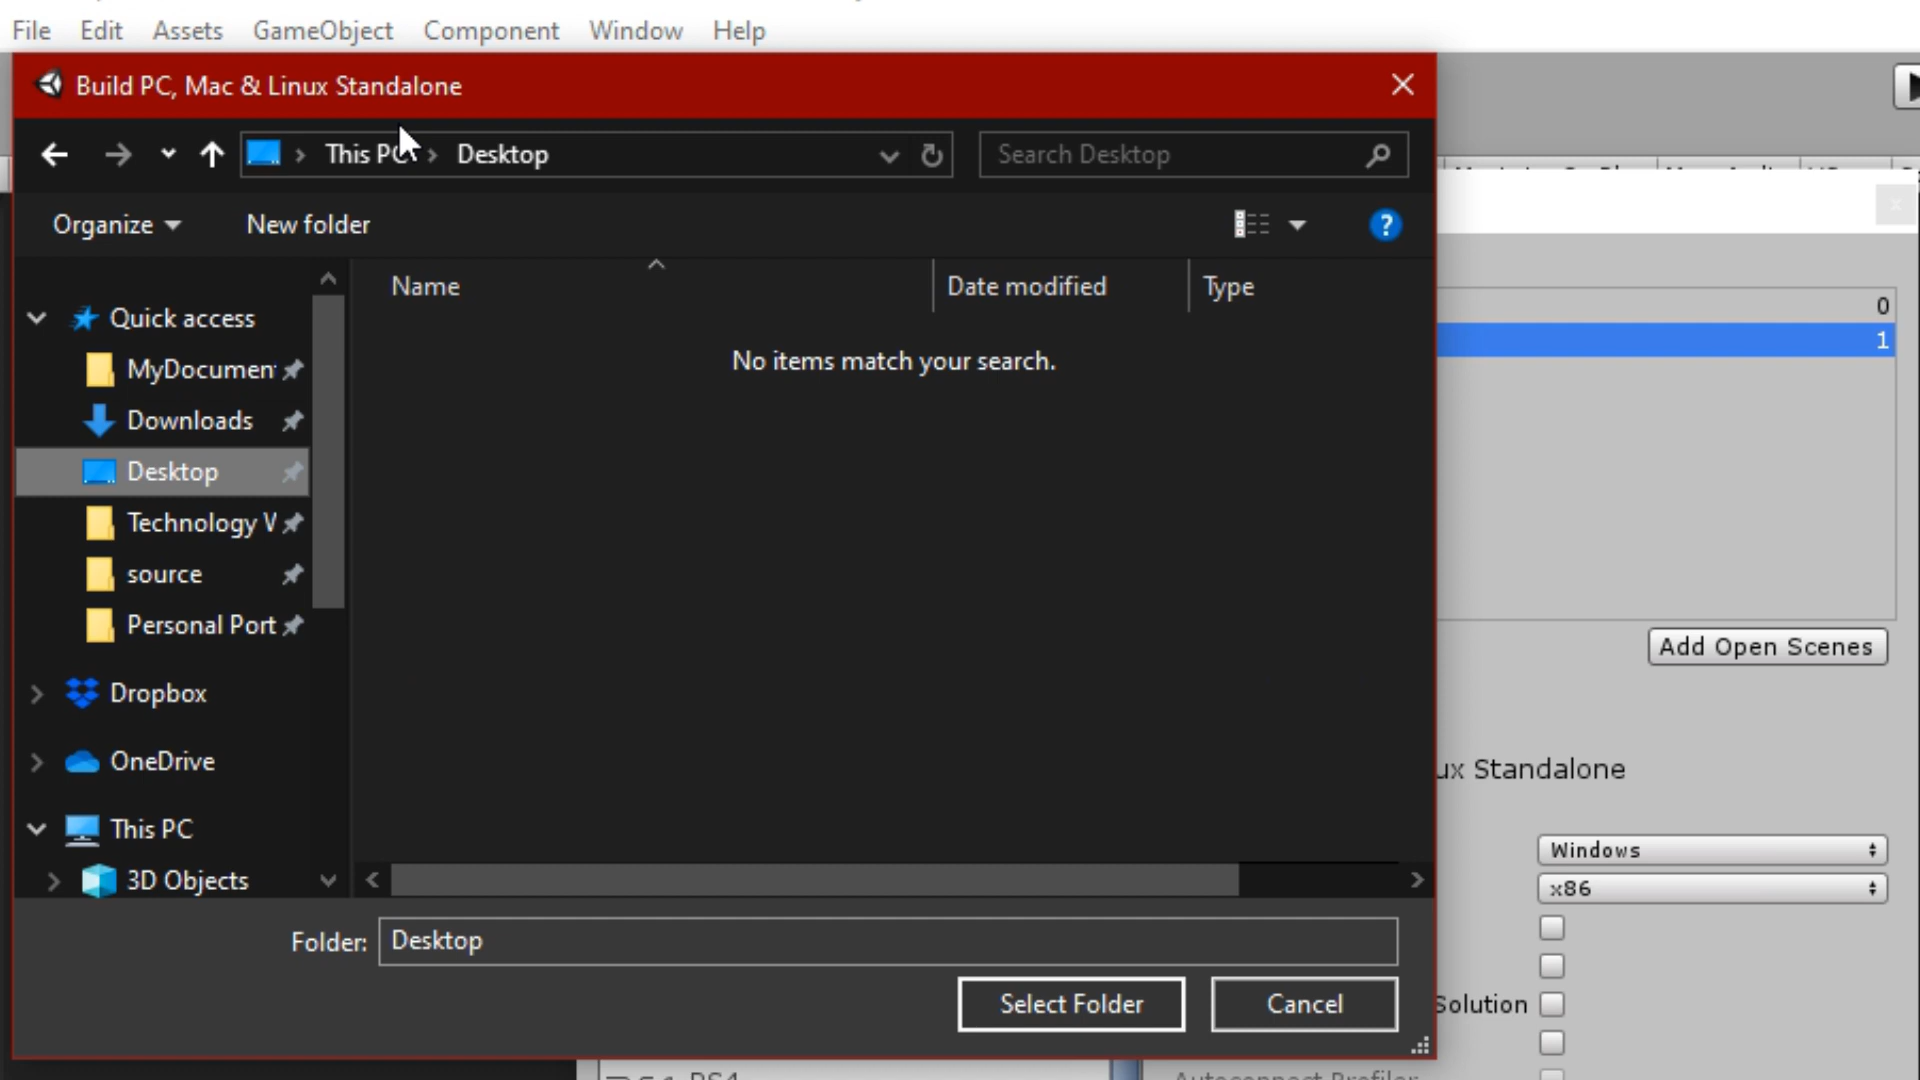 File Edit Assets GameObject Component Window Help
Build PC, Mac & Linux Standalone
This PC Desktop
Search Desktop
Organize New folder
?
Name Date modified Type
No items match your search.
Quick access
MyDocumen
Downloads
Desktop
Technology V
source
Personal Port
Dropbox
OneDrive
This PC
3D Objects
Folder: Desktop
Select Folder Cancel
0
1
Add Open Scenes
ux Standalone
Windows
x86
Solution
PS4
Autoconnect Profiler